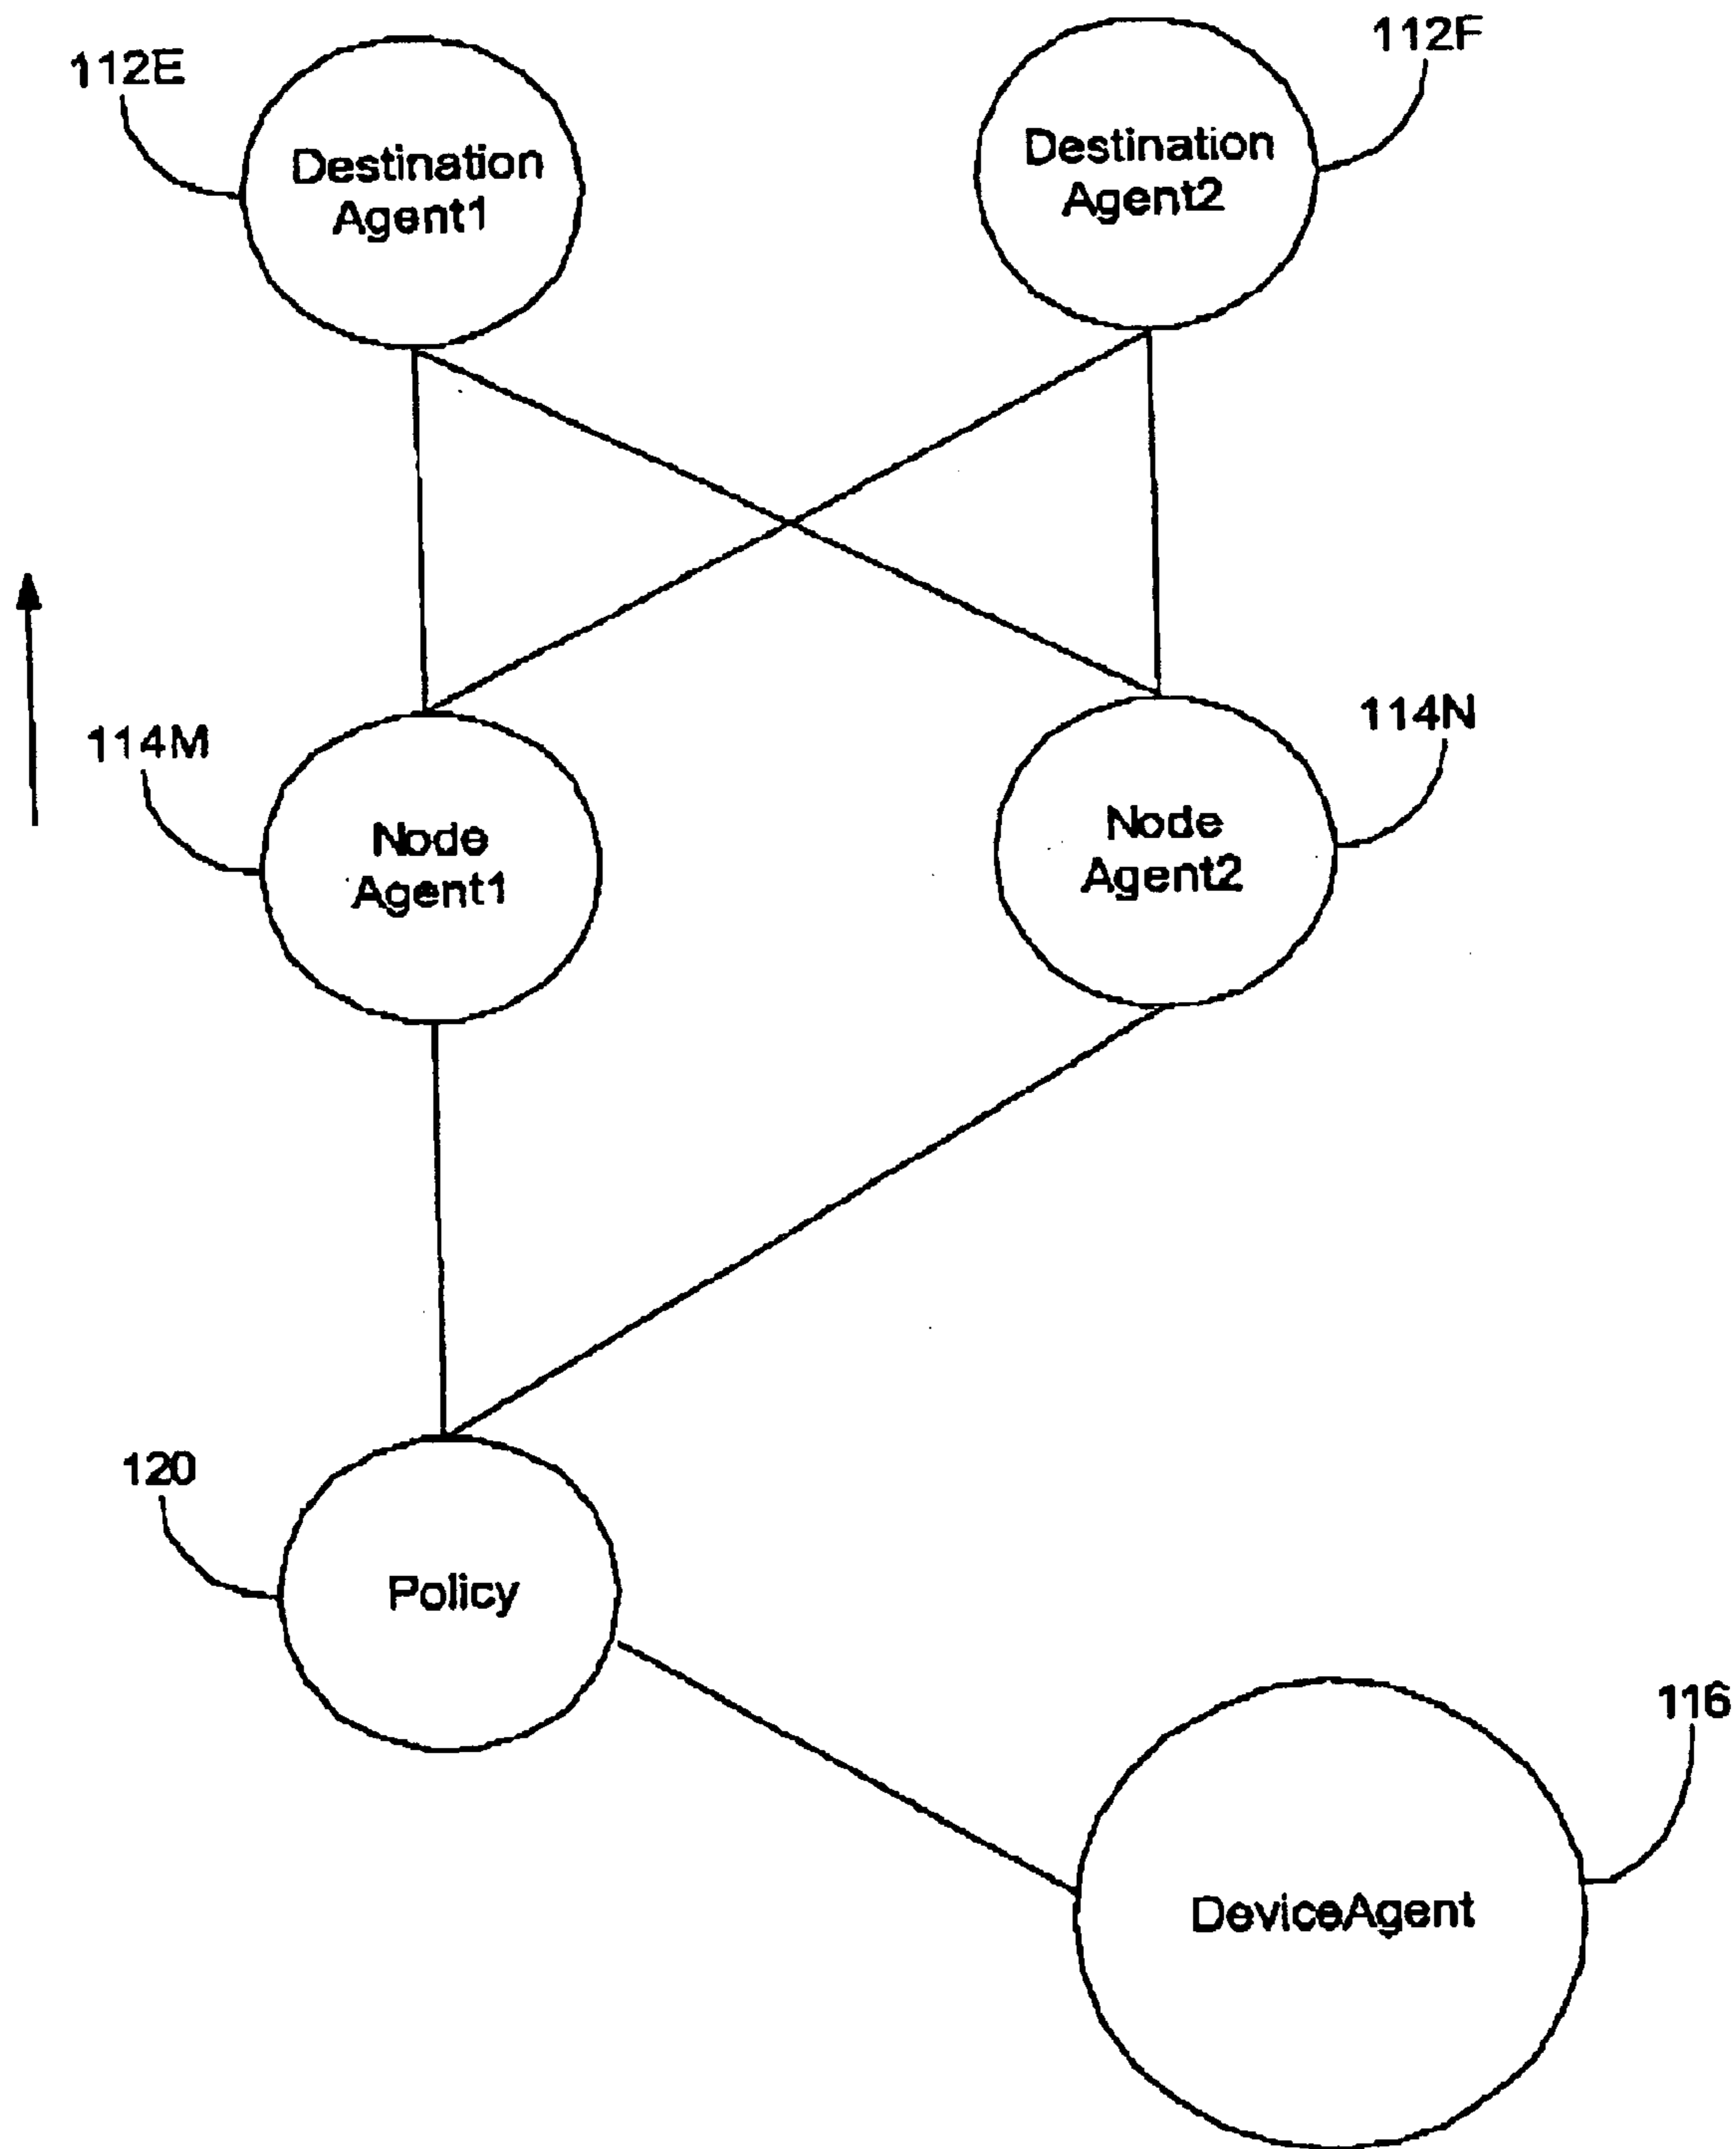 112E
112F
Destination
Agent1
Destination
Agent2
114M
114N
Node
Agent1
Node
Agent2
120
Policy
116
DeviceAgent